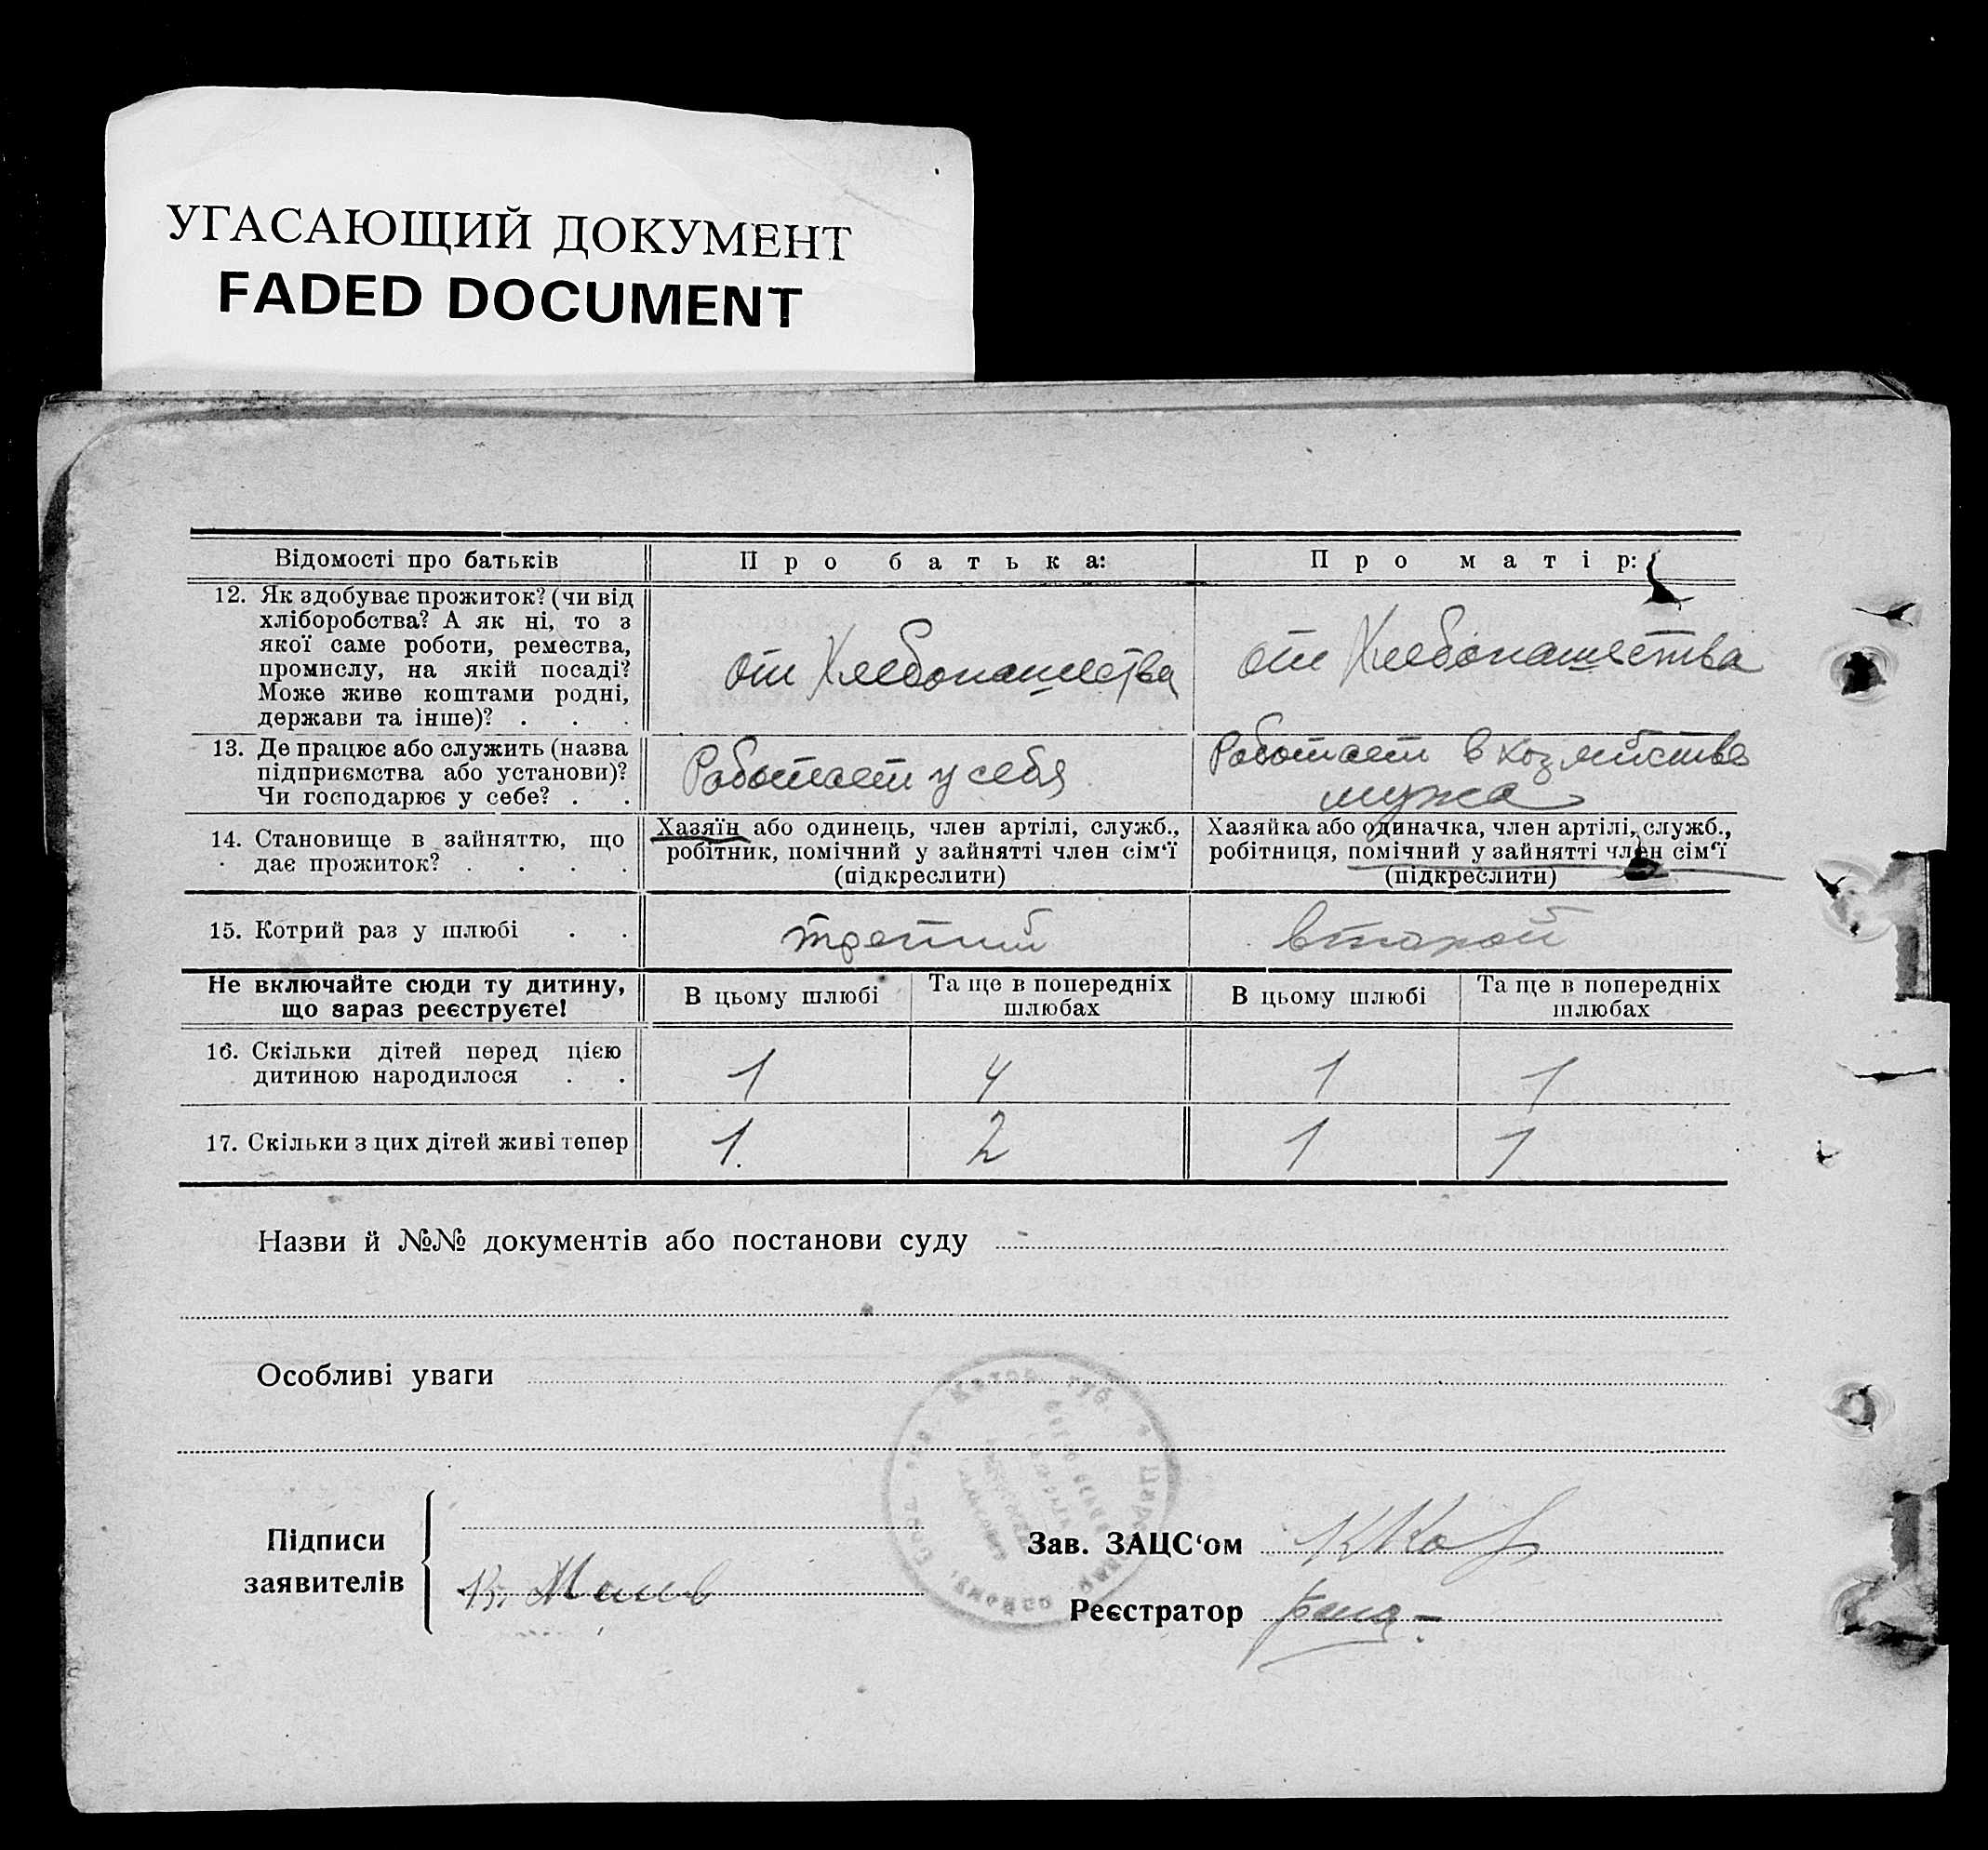 УГАСАЮЩИЙ ДОКУМЕНТ
FADED DOCUMENT
Відомості про батьків
Про батька:
Про матір:
12. Як здобуває прожиток? (чи від
хліборобства? А як ні, то з
якої саме роботи, ремества,
промислу, на якій посаді?
Може живе коштами родні,
держави та інше)? . . .
от Хлебопашества
от Хлебопашества
13. Де працює або служить (назва
підприємства або установи)?
Чи господарює у себе? . .
Работает у себя
Работает в хозяйстве
мужа
14. Становище в зайняттю, що
дає прожиток? . . . .
Хазяїн або одинець, член артілі, служб.,
робітник, помічний у зайнятті член сім‘ї
(підкреслити)
Хазяйка або одиначка, член артілі, служб.,
робітниця, помічний у зайнятті член сім‘ї
(підкреслити)
15. Котрий раз у шлюбі . .
третий
второй
Не включайте сюди ту дитину,
що зараз реєструєте!
В цьому шлюбі
Та ще в попередніх
шлюбах
В цьому шлюбі
Та ще в попередніх
шлюбах
16. Скільки дітей перед цією
дитиною народилося . .
1
4
1
1
17. Скільки з цих дітей живі тепер
1.
2
1
1
Назви й №№ документів або постанови суду
Особливі уваги
Підписи
заявителів
Зав. ЗАЦС‘ом
Реєстратор